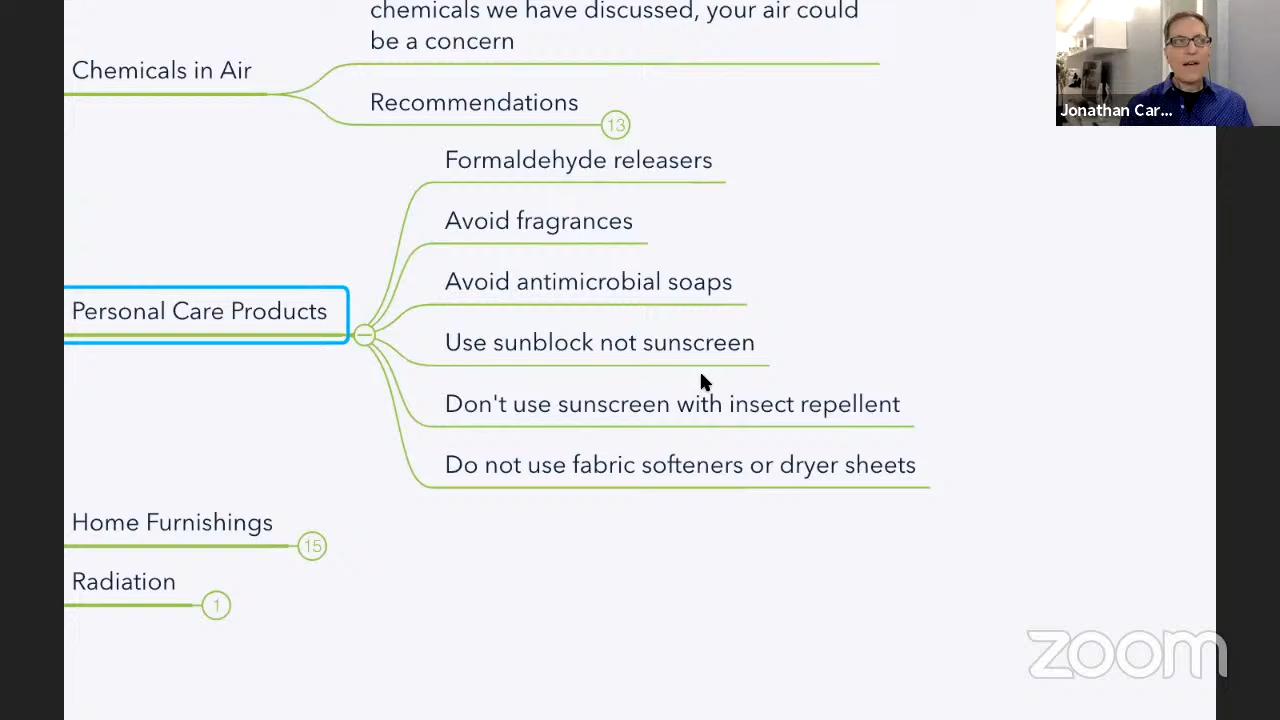 chemicals we have discussed, your air could
be a concern
Chemicals in Air
Recommendations
13
Jonathan Car...
Formaldehyde releasers
Avoid fragrances
Avoid antimicrobial soaps
Personal Care Products
Use sunblock not sunscreen
Don't use sunscreen with insect repellent
Do not use fabric softeners or dryer sheets
Home Furnishings
15
Radiation
1
zoom